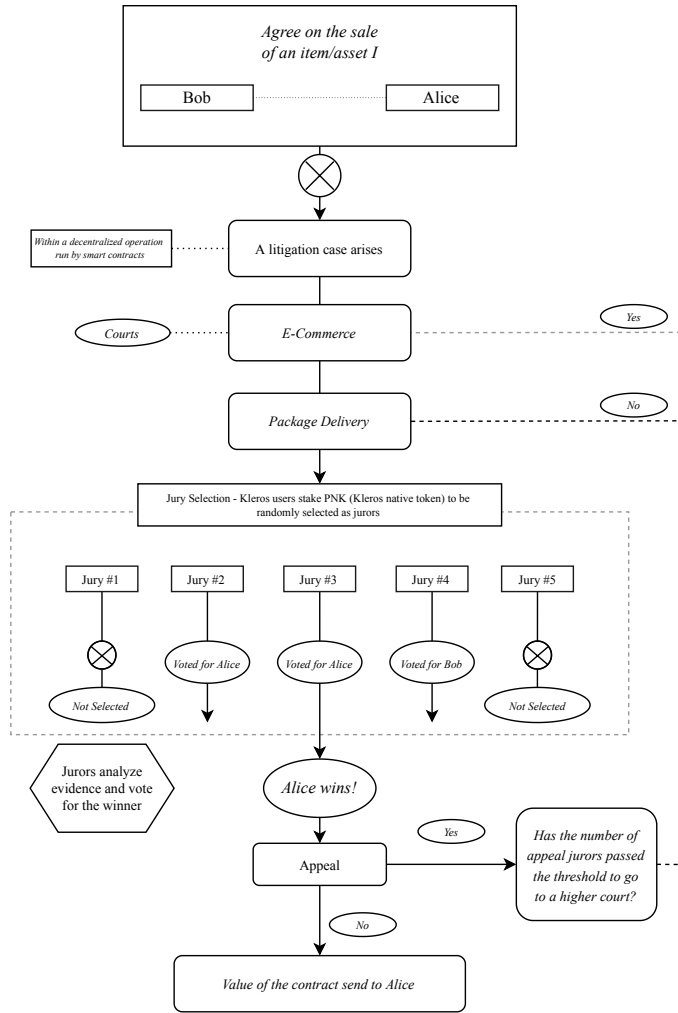 Agree on the sale
of an item/asset I
Bob
Alice
Within a decentralized operation
run by smart contracts
A litigation case arises
Courts
E-Commerce
Yes
Package Delivery
No
Jury Selection - Kleros users stake PNK (Kleros native token) to be
randomly selected as jurors
Jury #1
Jury #2
Jury #3
Jury #4
Jury #5
Voted for Alice
Voted for Alice
Voted for Bob
Not Selected
Not Selected
Jurors analyze
evidence and vote
for the winner
Alice wins!
Appeal
Yes
Has the number of
appeal jurors passed
the threshold to go
to a higher court?
No
Value of the contract send to Alice